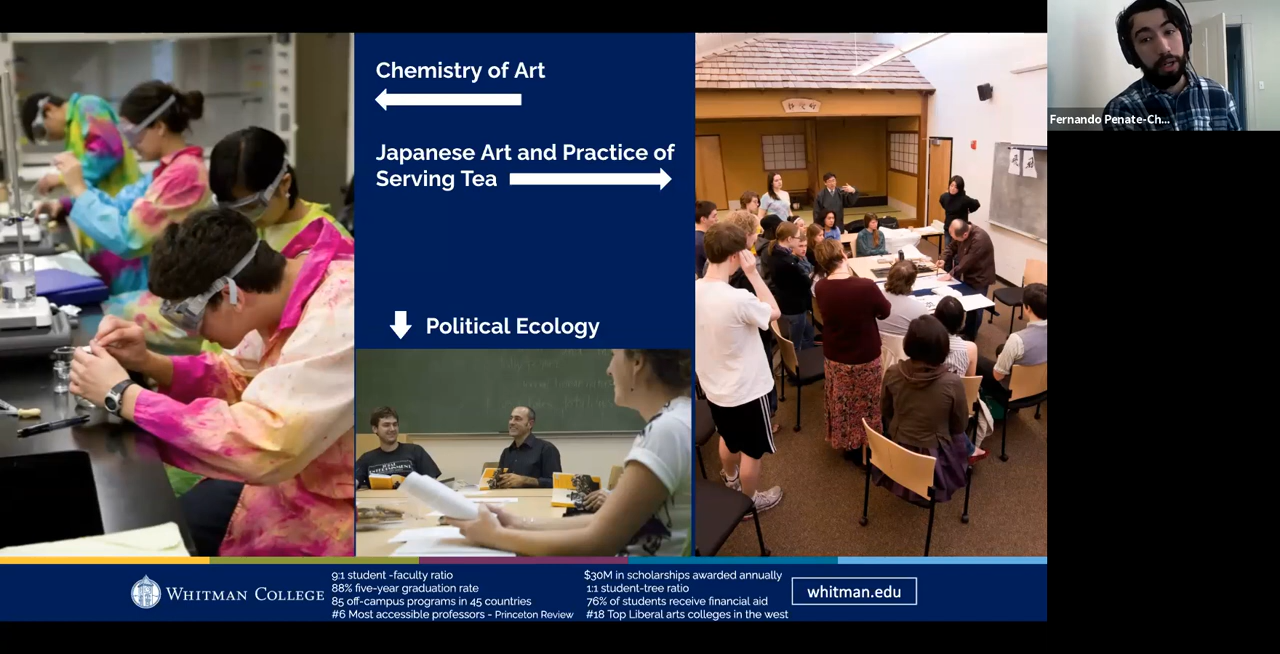 Chemistry of Art
Japanese Art and Practice of
Serving Tea
Political Ecology
Fernando Penate-Ch...
WHITMAN COLLEGE
9:1 student -faculty ratio
88% five-year graduation rate
85 off-campus programs in 45 countries
#6 Most accessible professors - Princeton Review
$30M in scholarships awarded annually
1:1 student-tree ratio
76% of students receive financial aid
#18 Top Liberal arts colleges in the west
whitman.edu